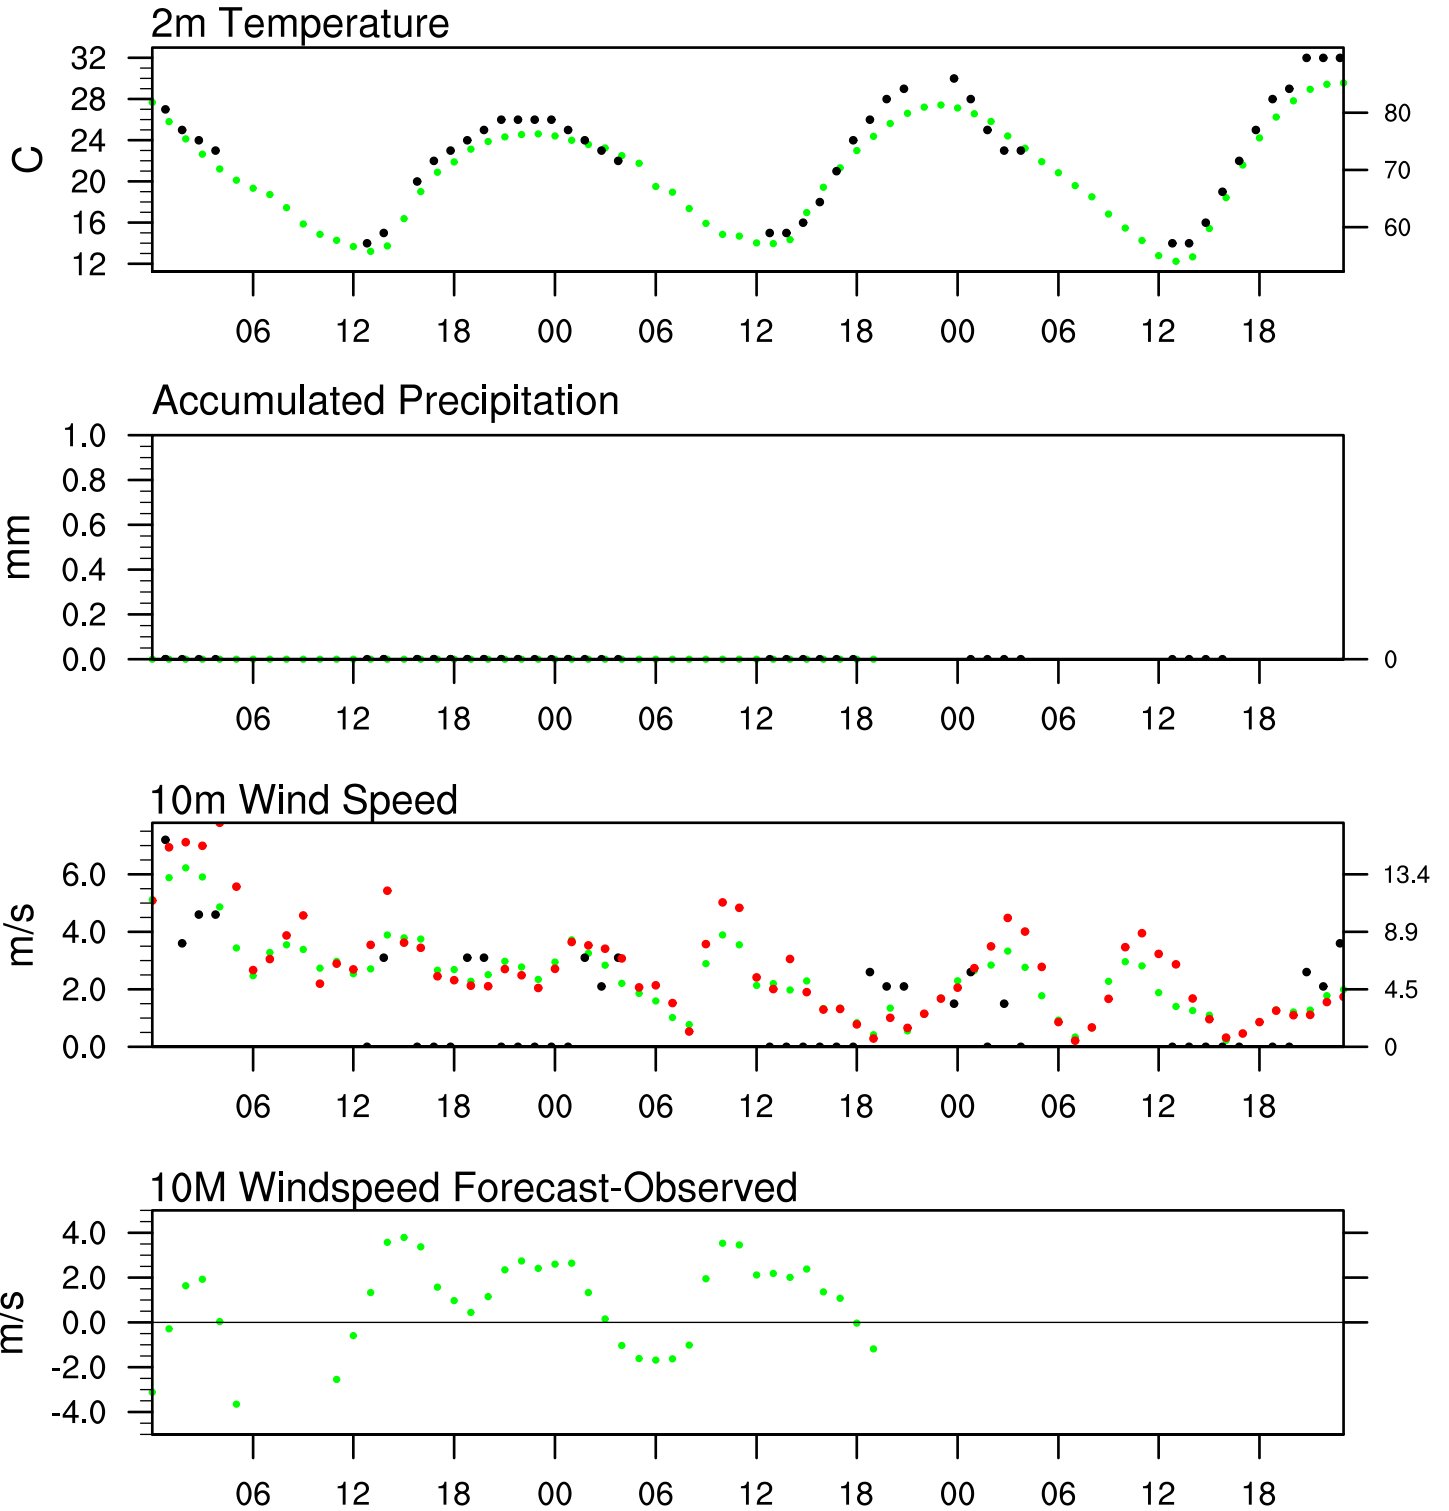 2m Temperature
32
28
24
20
16
12
C
80
70
60
06 12 18 00 06 12 18 00 06 12 18
Accumulated Precipitation
1.0
0.8
0.6
0.4
0.2
0.0
mm
0
06 12 18 00 06 12 18 00 06 12 18
10m Wind Speed
6.0
4.0
2.0
0.0
m/s
13.4
8.9
4.5
0
06 12 18 00 06 12 18 00 06 12 18
10M Windspeed Forecast-Observed
4.0
2.0
0.0
-2.0
-4.0
m/s
06 12 18 00 06 12 18 00 06 12 18